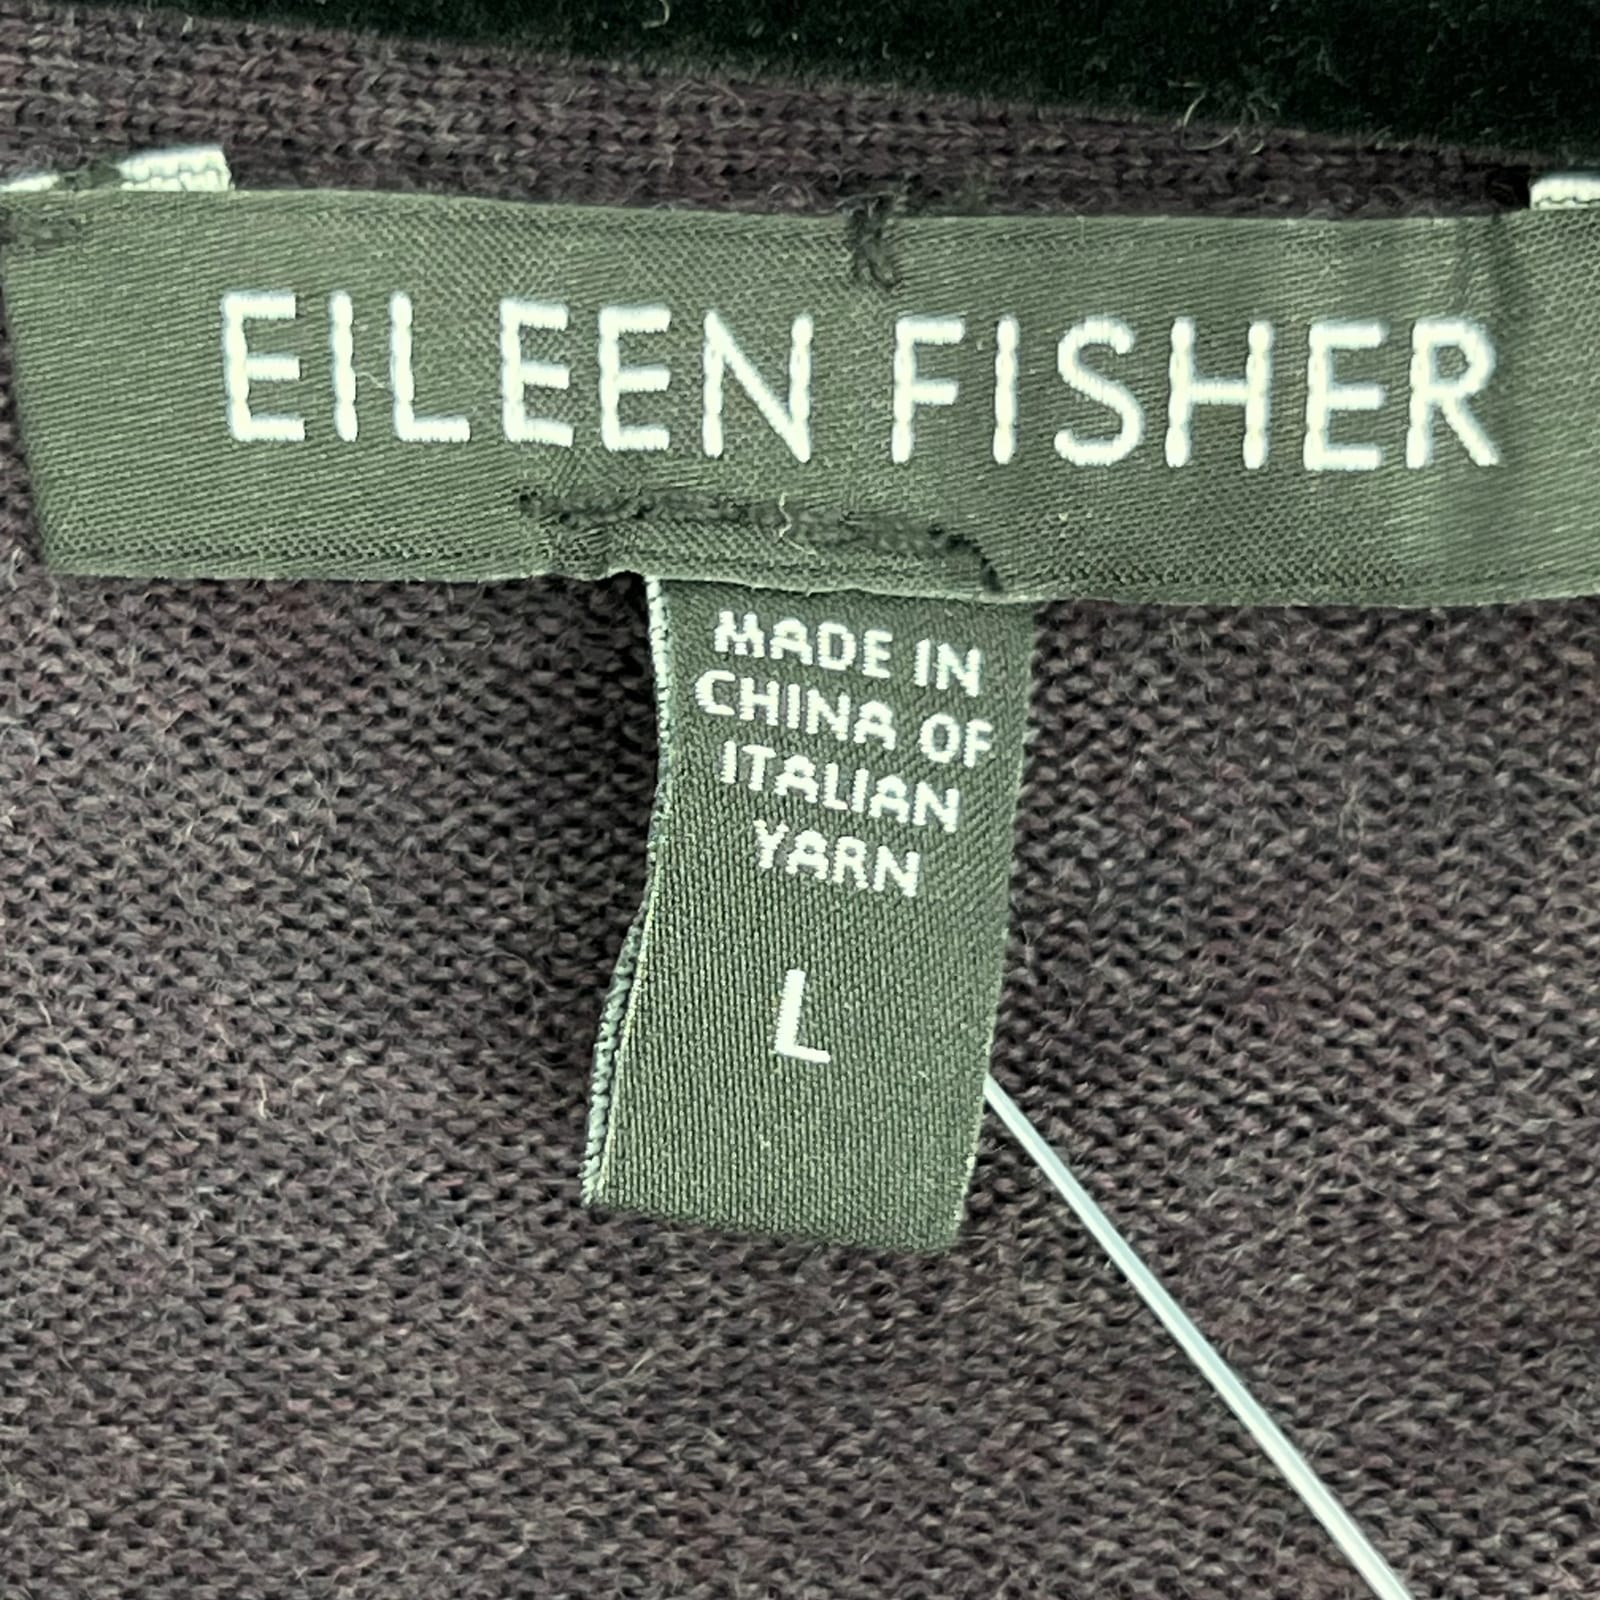 EILEEN FISHER
MADE IN
CHINA OF
ITALIAN
YARN
L